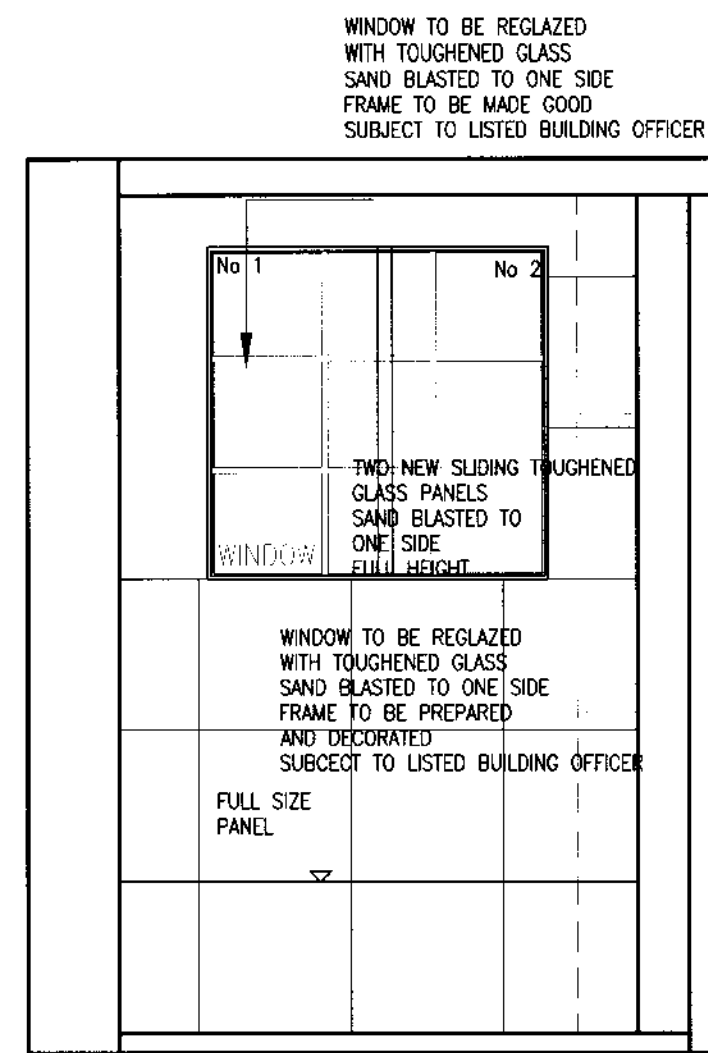 WINDOW TO BE REGLAZED
WITH TOUGHENED GLASS
SAND BLASTED TO ONE SIDE
FRAME TO BE MADE GOOD
SUBJECT TO LISTED BUILDING OFFICER
No 1
No 2
TWO NEW SLIDING TOUGHENED
GLASS PANELS
SAND BLASTED TO
ONE SIDE
FULL HEIGHT
WINDOW
WINDOW TO BE REGLAZED
WITH TOUGHENED GLASS
SAND BLASTED TO ONE SIDE
FRAME TO BE PREPARED
AND DECORATED
SUBCECT TO LISTED BUILDING OFFICER
FULL SIZE
PANEL